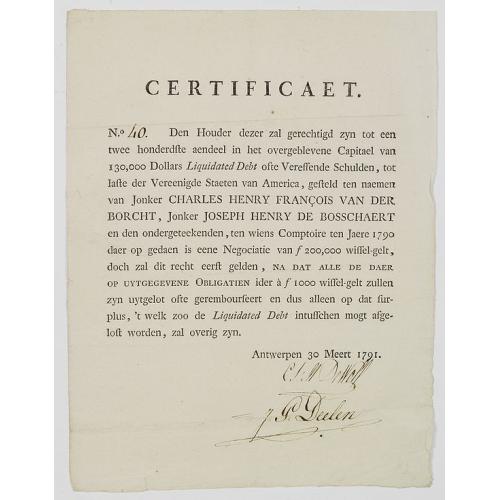 CERTIFICAET.
N.º 40. Den Houder dezer zal gerechtigd zyn tot een
twee honderdste aendeel in het overgeblevene Capitael van
130,000 Dollars Liquidated Debt ofte Vereffende Schulden, tot
laste der Vereenigde Staeten van America, gesteld ten naemen
van Jonker CHARLES HENRY FRANÇOIS VAN DER
BORCHT, Jonker JOSEPH HENRY DE BOSSCHAERT
en den ondergeteekenden, ten wiens Comptoire ten Jaere 1790
daer op gedaen is eene Negociatie van ƒ 200,000 wissel-gelt,
doch zal dit recht eerst gelden, NA DAT ALLE DE DAER
OP UYTGEGEVENE OBLIGATIEN ider à ƒ 1000 wissel-gelt zullen
zyn uytgelot ofte gerembourseert en dus alleen op dat sur-
plus, 't welk zoo de Liquidated Debt intusschen mogt afge-
lost worden, zal overig zyn.
Antwerpen 30 Meert 1791.
De Wolf
J. G. Deelen